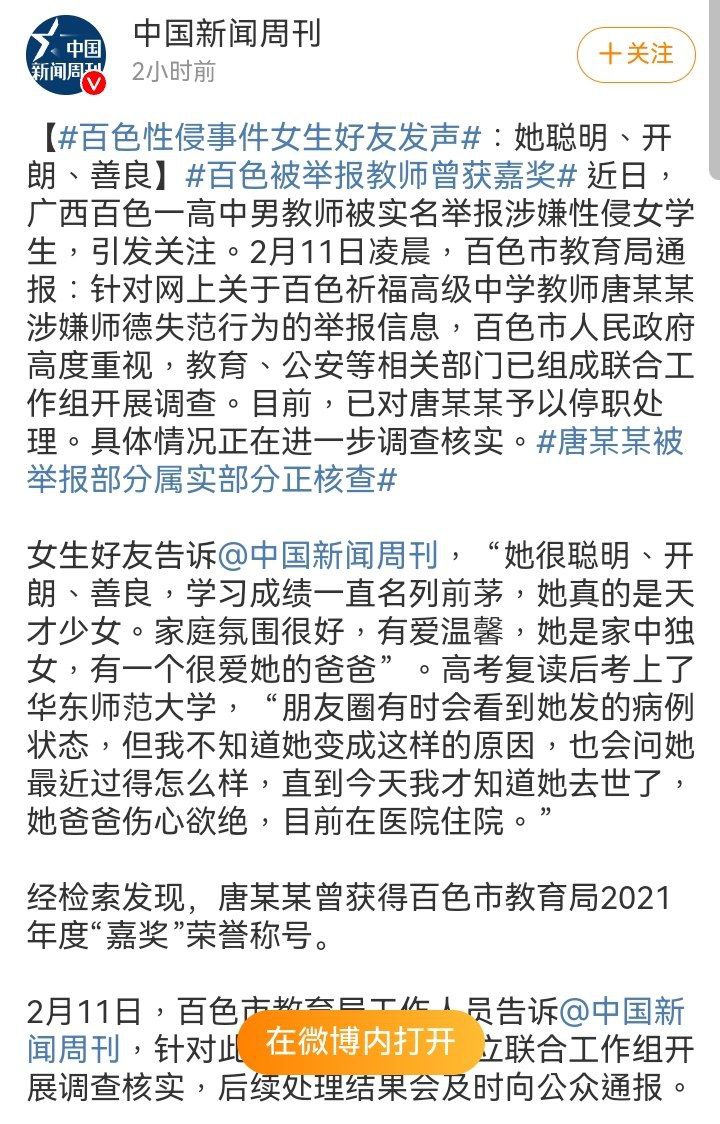 中国新闻周刊
2小时前
中国
新闻周刊
V
+关注
【#百色性侵事件女生好友发声#：她聪明、开
朗、善良】#百色被举报教师曾获嘉奖# 近日，
广西百色一高中男教师被实名举报涉嫌性侵女学
生，引发关注。2月11日凌晨，百色市教育局通
报：针对网上关于百色祈福高级中学教师唐某某
涉嫌师德失范行为的举报信息，百色市人民政府
高度重视，教育、公安等相关部门已组成联合工
作组开展调查。目前，已对唐某某予以停职处
理。具体情况正在进一步调查核实。#唐某某被
举报部分属实部分正核查#
女生好友告诉@中国新闻周刊，“她很聪明、开
朗、善良，学习成绩一直名列前茅，她真的是天
才少女。家庭氛围很好，有爱温馨，她是家中独
女，有一个很爱她的爸爸”。高考复读后考上了
华东师范大学，“朋友圈有时会看到她发的病例
状态，但我不知道她变成这样的原因，也会问她
最近过得怎么样，直到今天我才知道她去世了，
她爸爸伤心欲绝，目前在医院住院。”
经检索发现，唐某某曾获得百色市教育局2021
年度“嘉奖”荣誉称号。
2月11日，百色市教育局工作人员告诉@中国新
闻周刊，针对此
在微博内打开
立联合工作组开
展调查核实，后续处理结果会及时向公众通报。